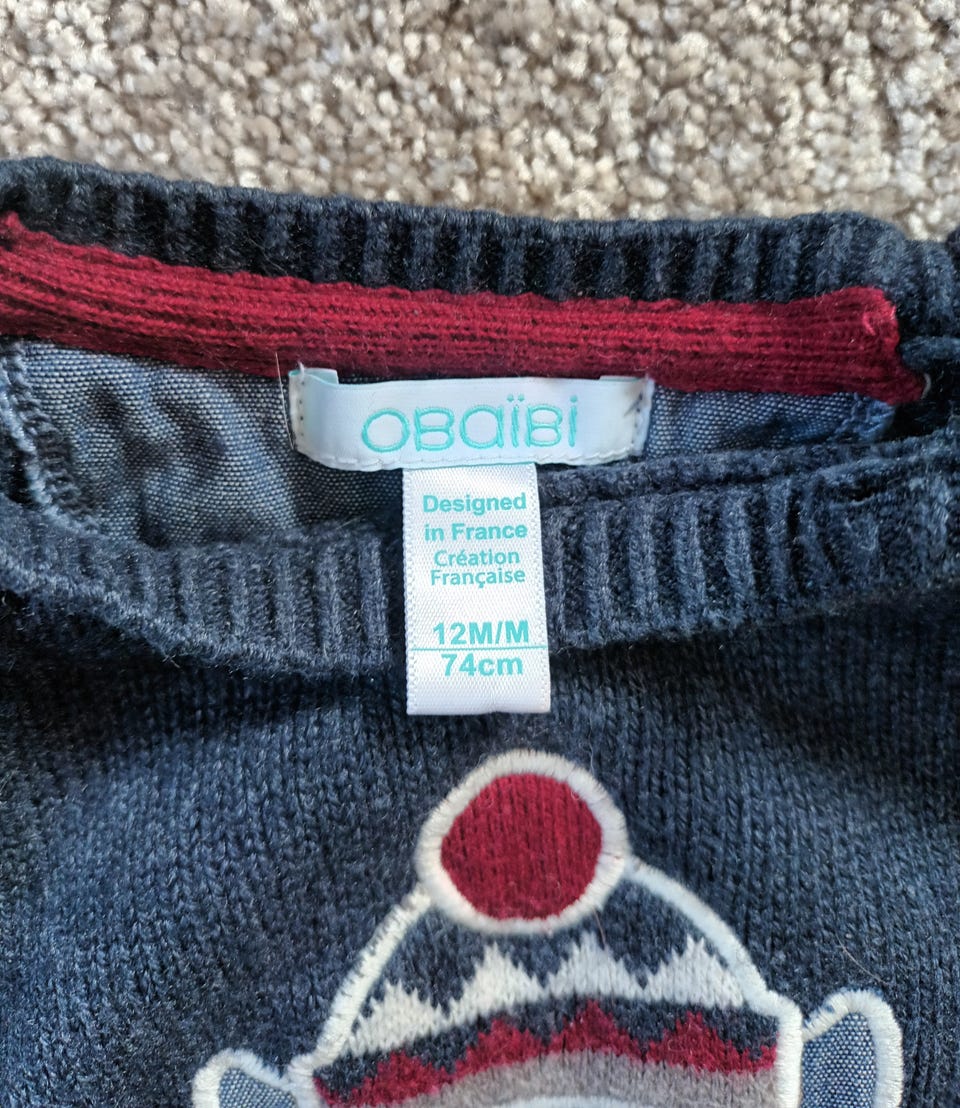 OBaïBi
Designed
in France
Création
Française
12M/M
74cm